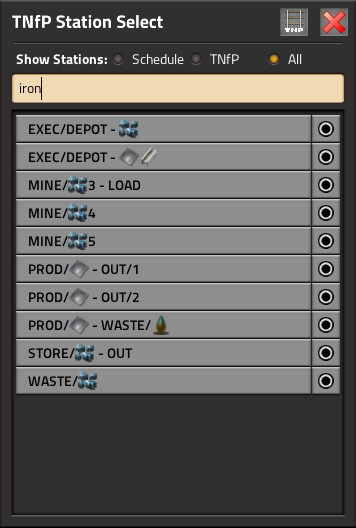 TNfP Station Select
TNP
Show Stations: Schedule TNfP All
iron
EXEC/DEPOT -
EXEC/DEPOT -
MINE/3 - LOAD
MINE/4
MINE/5
PROD/ - OUT/1
PROD/ - OUT/2
PROD/ - WASTE/
STORE/ - OUT
WASTE/